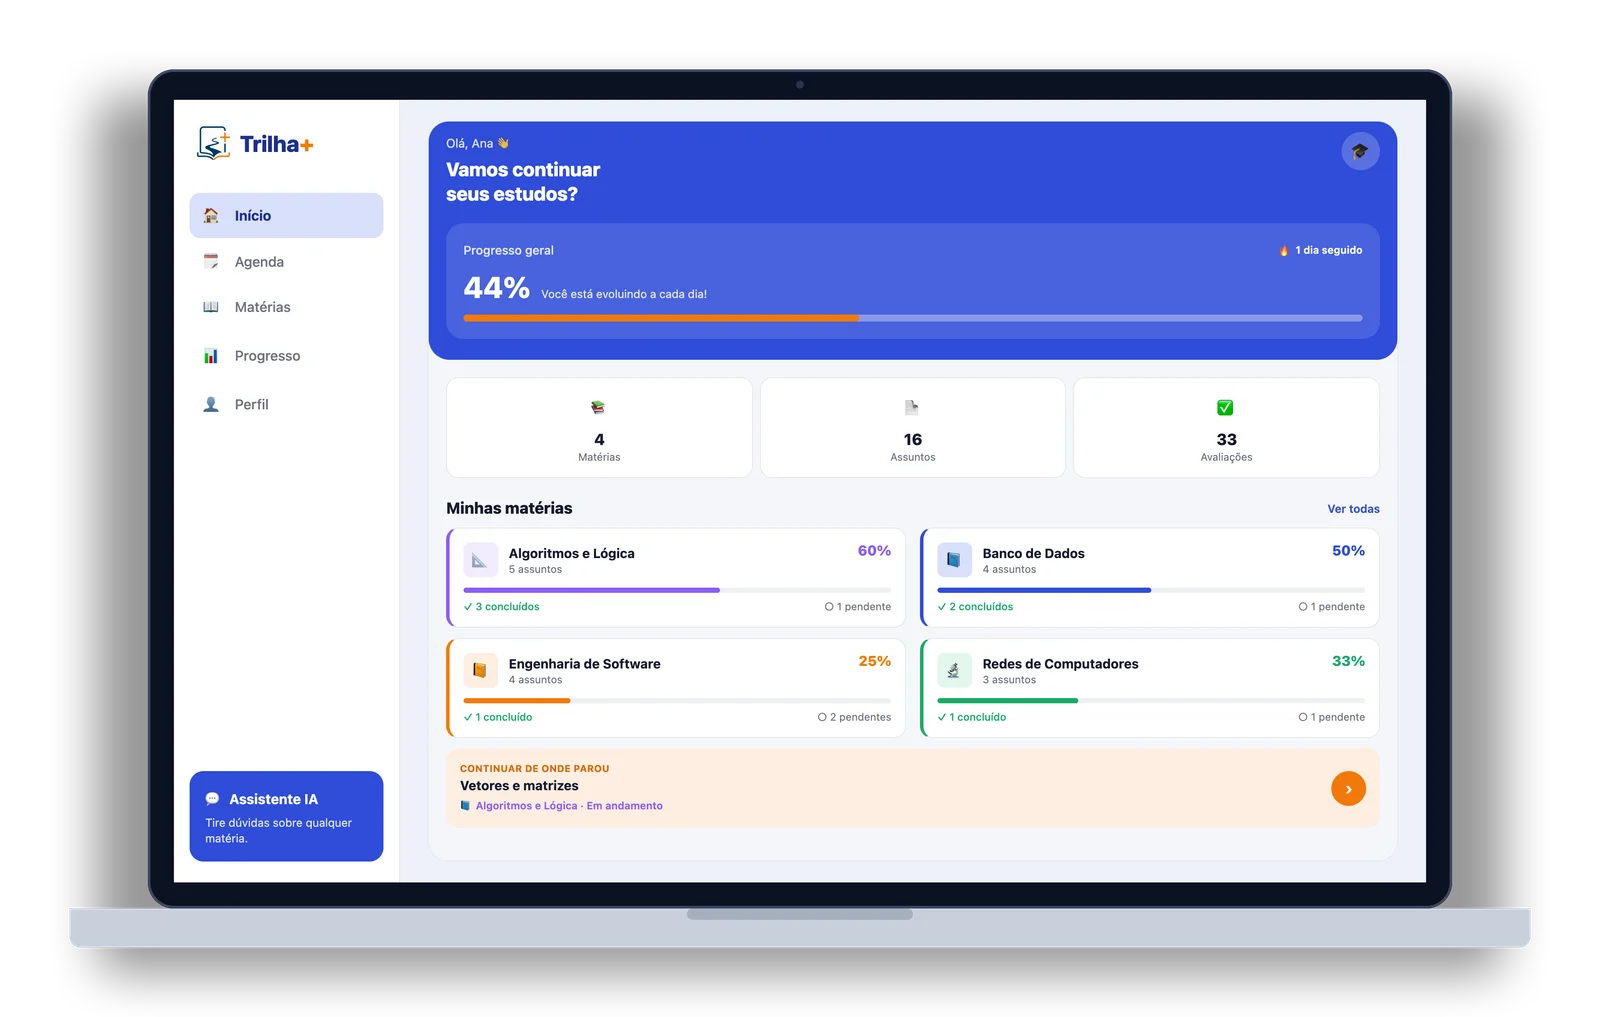 Trilha+
Início
Agenda
Matérias
Progresso
Perfil
Assistente IA
Tire dúvidas sobre qualquer
matéria.
Olá, Ana 👋
Vamos continuar
seus estudos?
Progresso geral
🔥 1 dia seguido
44% Você está evoluindo a cada dia!
4
Matérias
16
Assuntos
33
Avaliações
Minhas matérias
Ver todas
Algoritmos e Lógica
60%
5 assuntos
✓ 3 concluídos
○ 1 pendente
Banco de Dados
50%
4 assuntos
✓ 2 concluídos
○ 1 pendente
Engenharia de Software
25%
4 assuntos
✓ 1 concluído
○ 2 pendentes
Redes de Computadores
33%
3 assuntos
✓ 1 concluído
○ 1 pendente
CONTINUAR DE ONDE PAROU
Vetores e matrizes
Algoritmos e Lógica · Em andamento